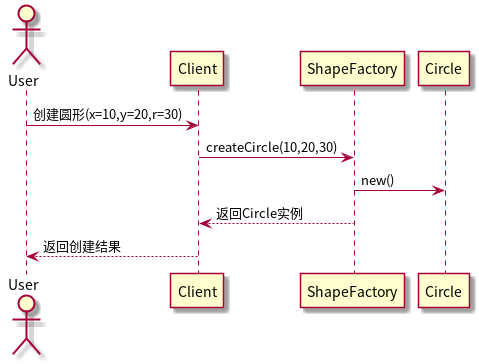 User
Client
ShapeFactory
Circle
创建圆形(x=10,y=20,r=30)
createCircle(10,20,30)
new()
返回Circle实例
返回创建结果
User
Client
ShapeFactory
Circle